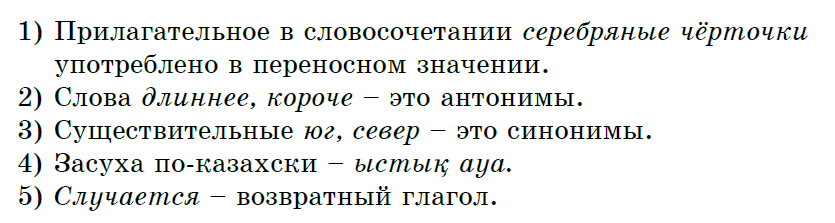 1) Прилагательное в словосочетании серебряные чёрточки
употреблено в переносном значении.
2) Слова длиннее, короче – это антонимы.
3) Существительные юг, север – это синонимы.
4) Засуха по-казахски – ыстық ауа.
5) Случается – возвратный глагол.